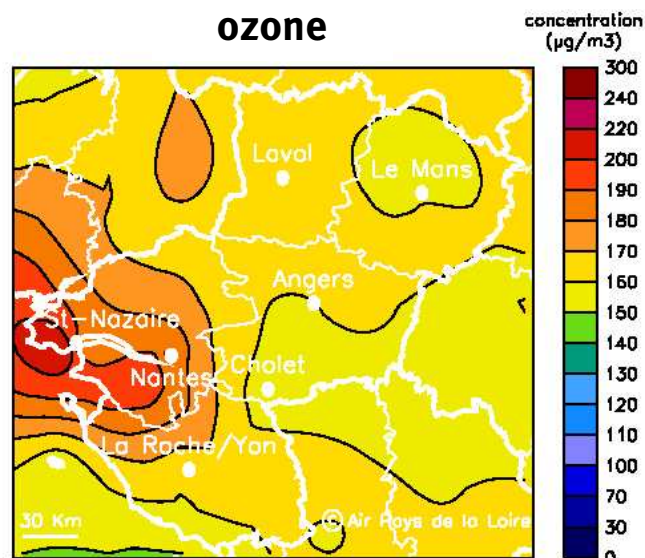 ozone
concentration
(µg/m3)
Laval
Le Mans
Angers
St-Nazaire
Nantes
Cholet
La Roche/Yon
30 Km
© Air Pays de la Loire
300
240
220
200
190
180
170
160
150
140
130
120
110
100
70
30
0